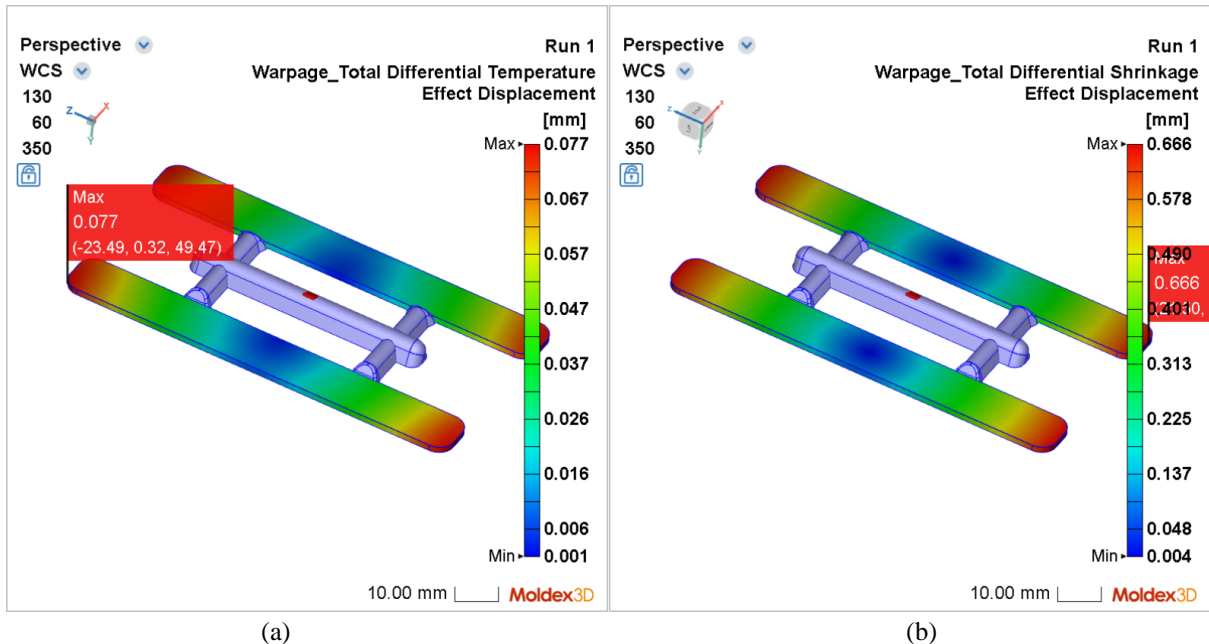 Perspective
Run 1
WCS
Warpage_Total Differential Temperature
Effect Displacement
130
60
350
[mm]
Z
X
Y
Max
0.077
0.067
0.057
0.047
0.037
0.026
0.016
0.006
Min
0.001
Max
0.077
(-23.49, 0.32, 49.47)
10.00 mm
Moldex3D
(a)
Perspective
Run 1
WCS
Warpage_Total Differential Shrinkage
Effect Displacement
130
60
350
[mm]
Z
X
Y
Max
0.666
0.578
0.490
0.401
0.313
0.225
0.137
0.048
Min
0.004
Max
0.666
10.00 mm
Moldex3D
(b)